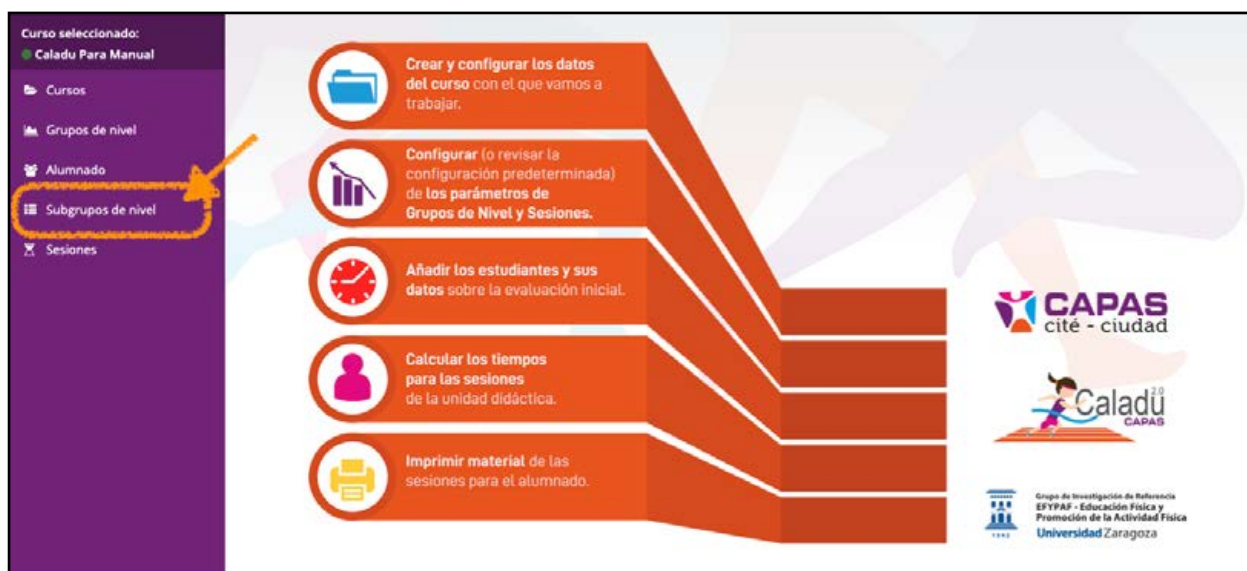 Curso seleccionado:
Caladu Para Manual
Cursos
Grupos de nivel
Alumnado
Subgrupos de nivel
Sesiones
Crear y configurar los datos
del curso con el que vamos a
trabajar.
Configurar (o revisar la
configuración predeterminada)
de los parámetros de
Grupos de Nivel y Sesiones.
Añadir los estudiantes y sus
datos sobre la evaluación inicial.
Calcular los tiempos
para las sesiones
de la unidad didáctica.
Imprimir material de las
sesiones para el alumnado.
CAPAS
cité - ciudad
Caladú 2.0
CAPAS
Grupo de Investigación de Referencia
EFYPAF - Educación Física y
Promoción de la Actividad Física
Universidad Zaragoza
1542